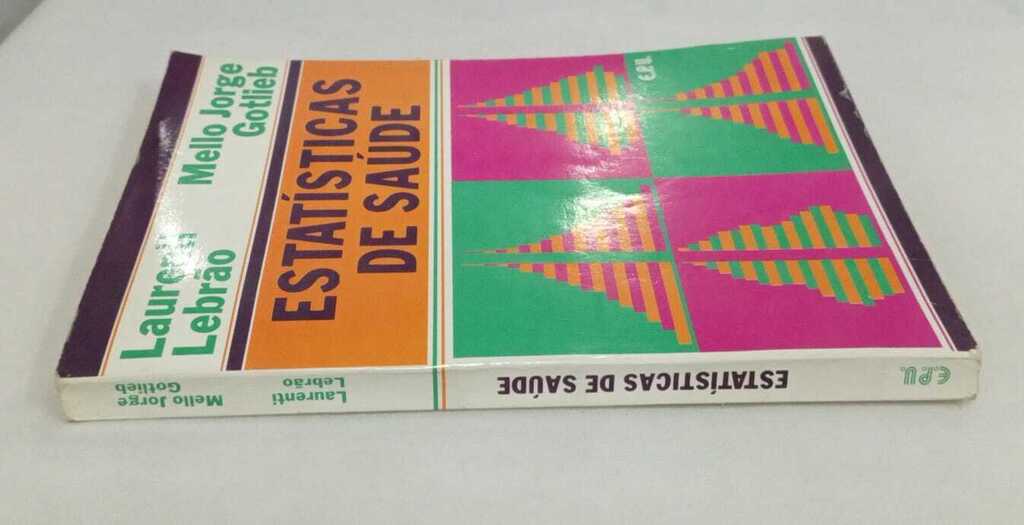 Laurenti Mello Jorge
Lebrão Gotlieb
ESTATÍSTICAS
DE SAÚDE
E.P.U.
E.P.U. ESTATÍSTICAS DE SAÚDE Laurenti Mello Jorge
Lebrão Gotlieb